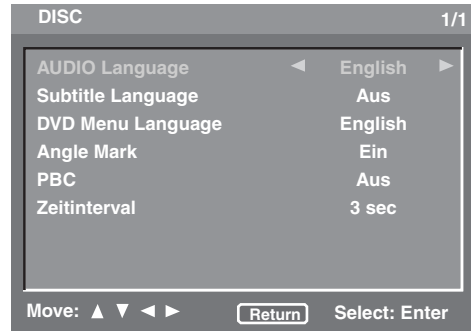 DISC 1/1
AUDIO Language ◄ English ►
Subtitle Language Aus
DVD Menu Language English
Angle Mark Ein
PBC Aus
Zeitinterval 3 sec
Move: ▲ ▼ ◄ ► Return Select: Enter